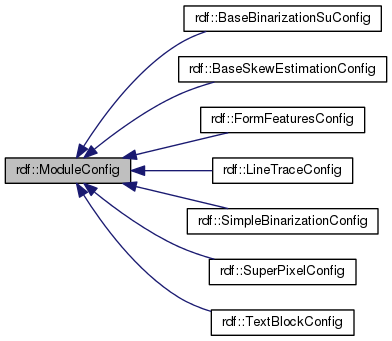 rdf::BaseBinarizationSuConfig
rdf::BaseSkewEstimationConfig
rdf::FormFeaturesConfig
rdf::ModuleConfig
rdf::LineTraceConfig
rdf::SimpleBinarizationConfig
rdf::SuperPixelConfig
rdf::TextBlockConfig